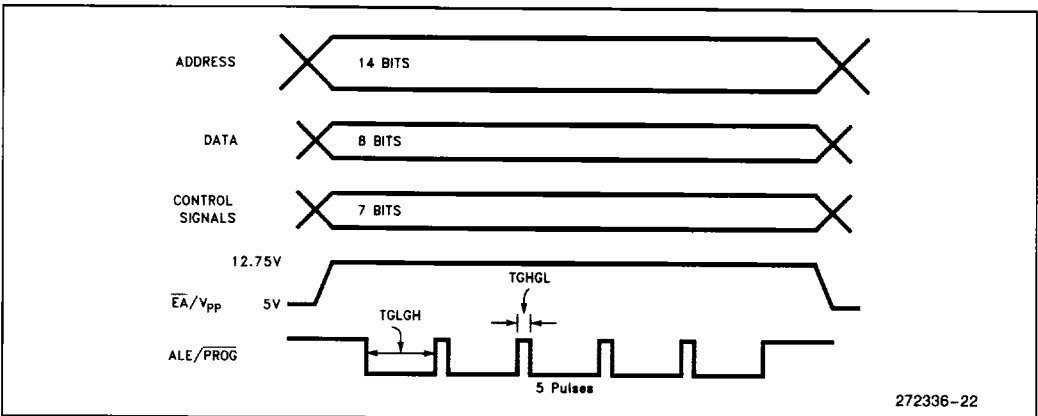 ADDRESS
14 BITS
DATA
8 BITS
CONTROL
SIGNALS
7 BITS
12.75V
EA/VPP
5V
TGHGL
TGLGH
ALE/PROG
5 Pulses
272336-22